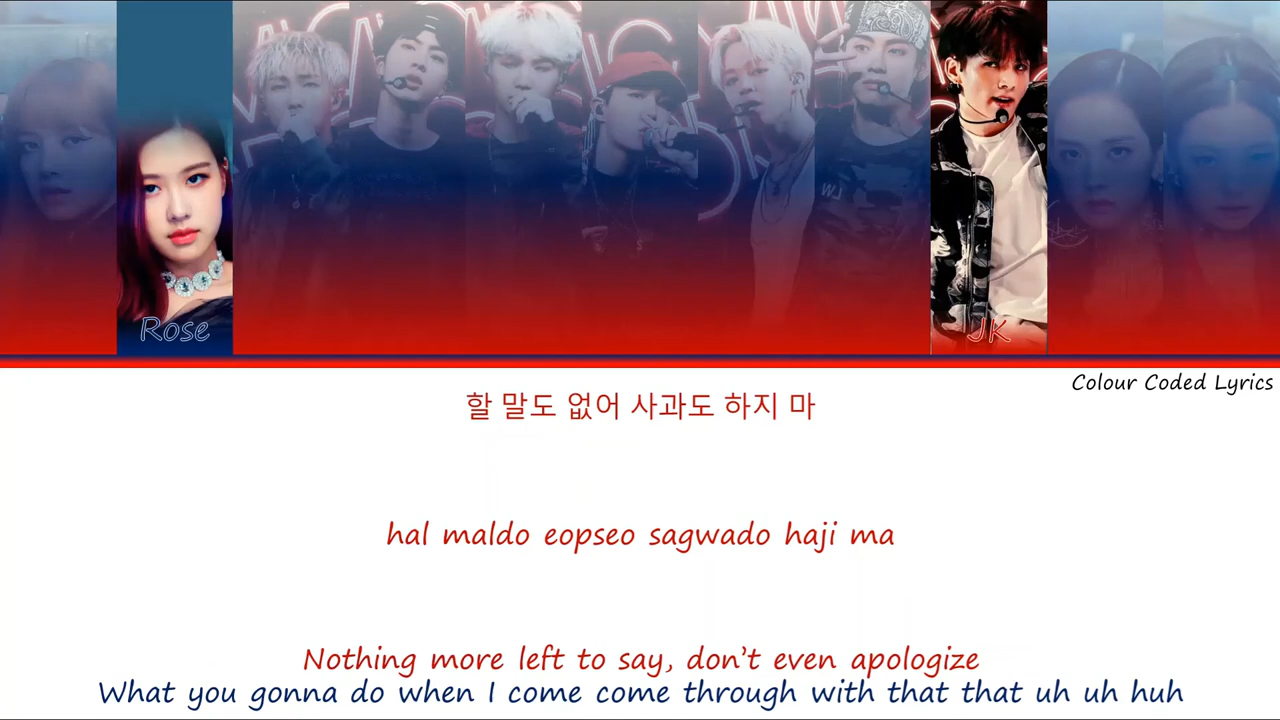 Rose
JK
Colour Coded Lyrics
할 말도 없어 사과도 하지 마
hal maldo eopseo sagwado haji ma
Nothing more left to say, don't even apologize
What you gonna do when I come come through with that that uh uh huh